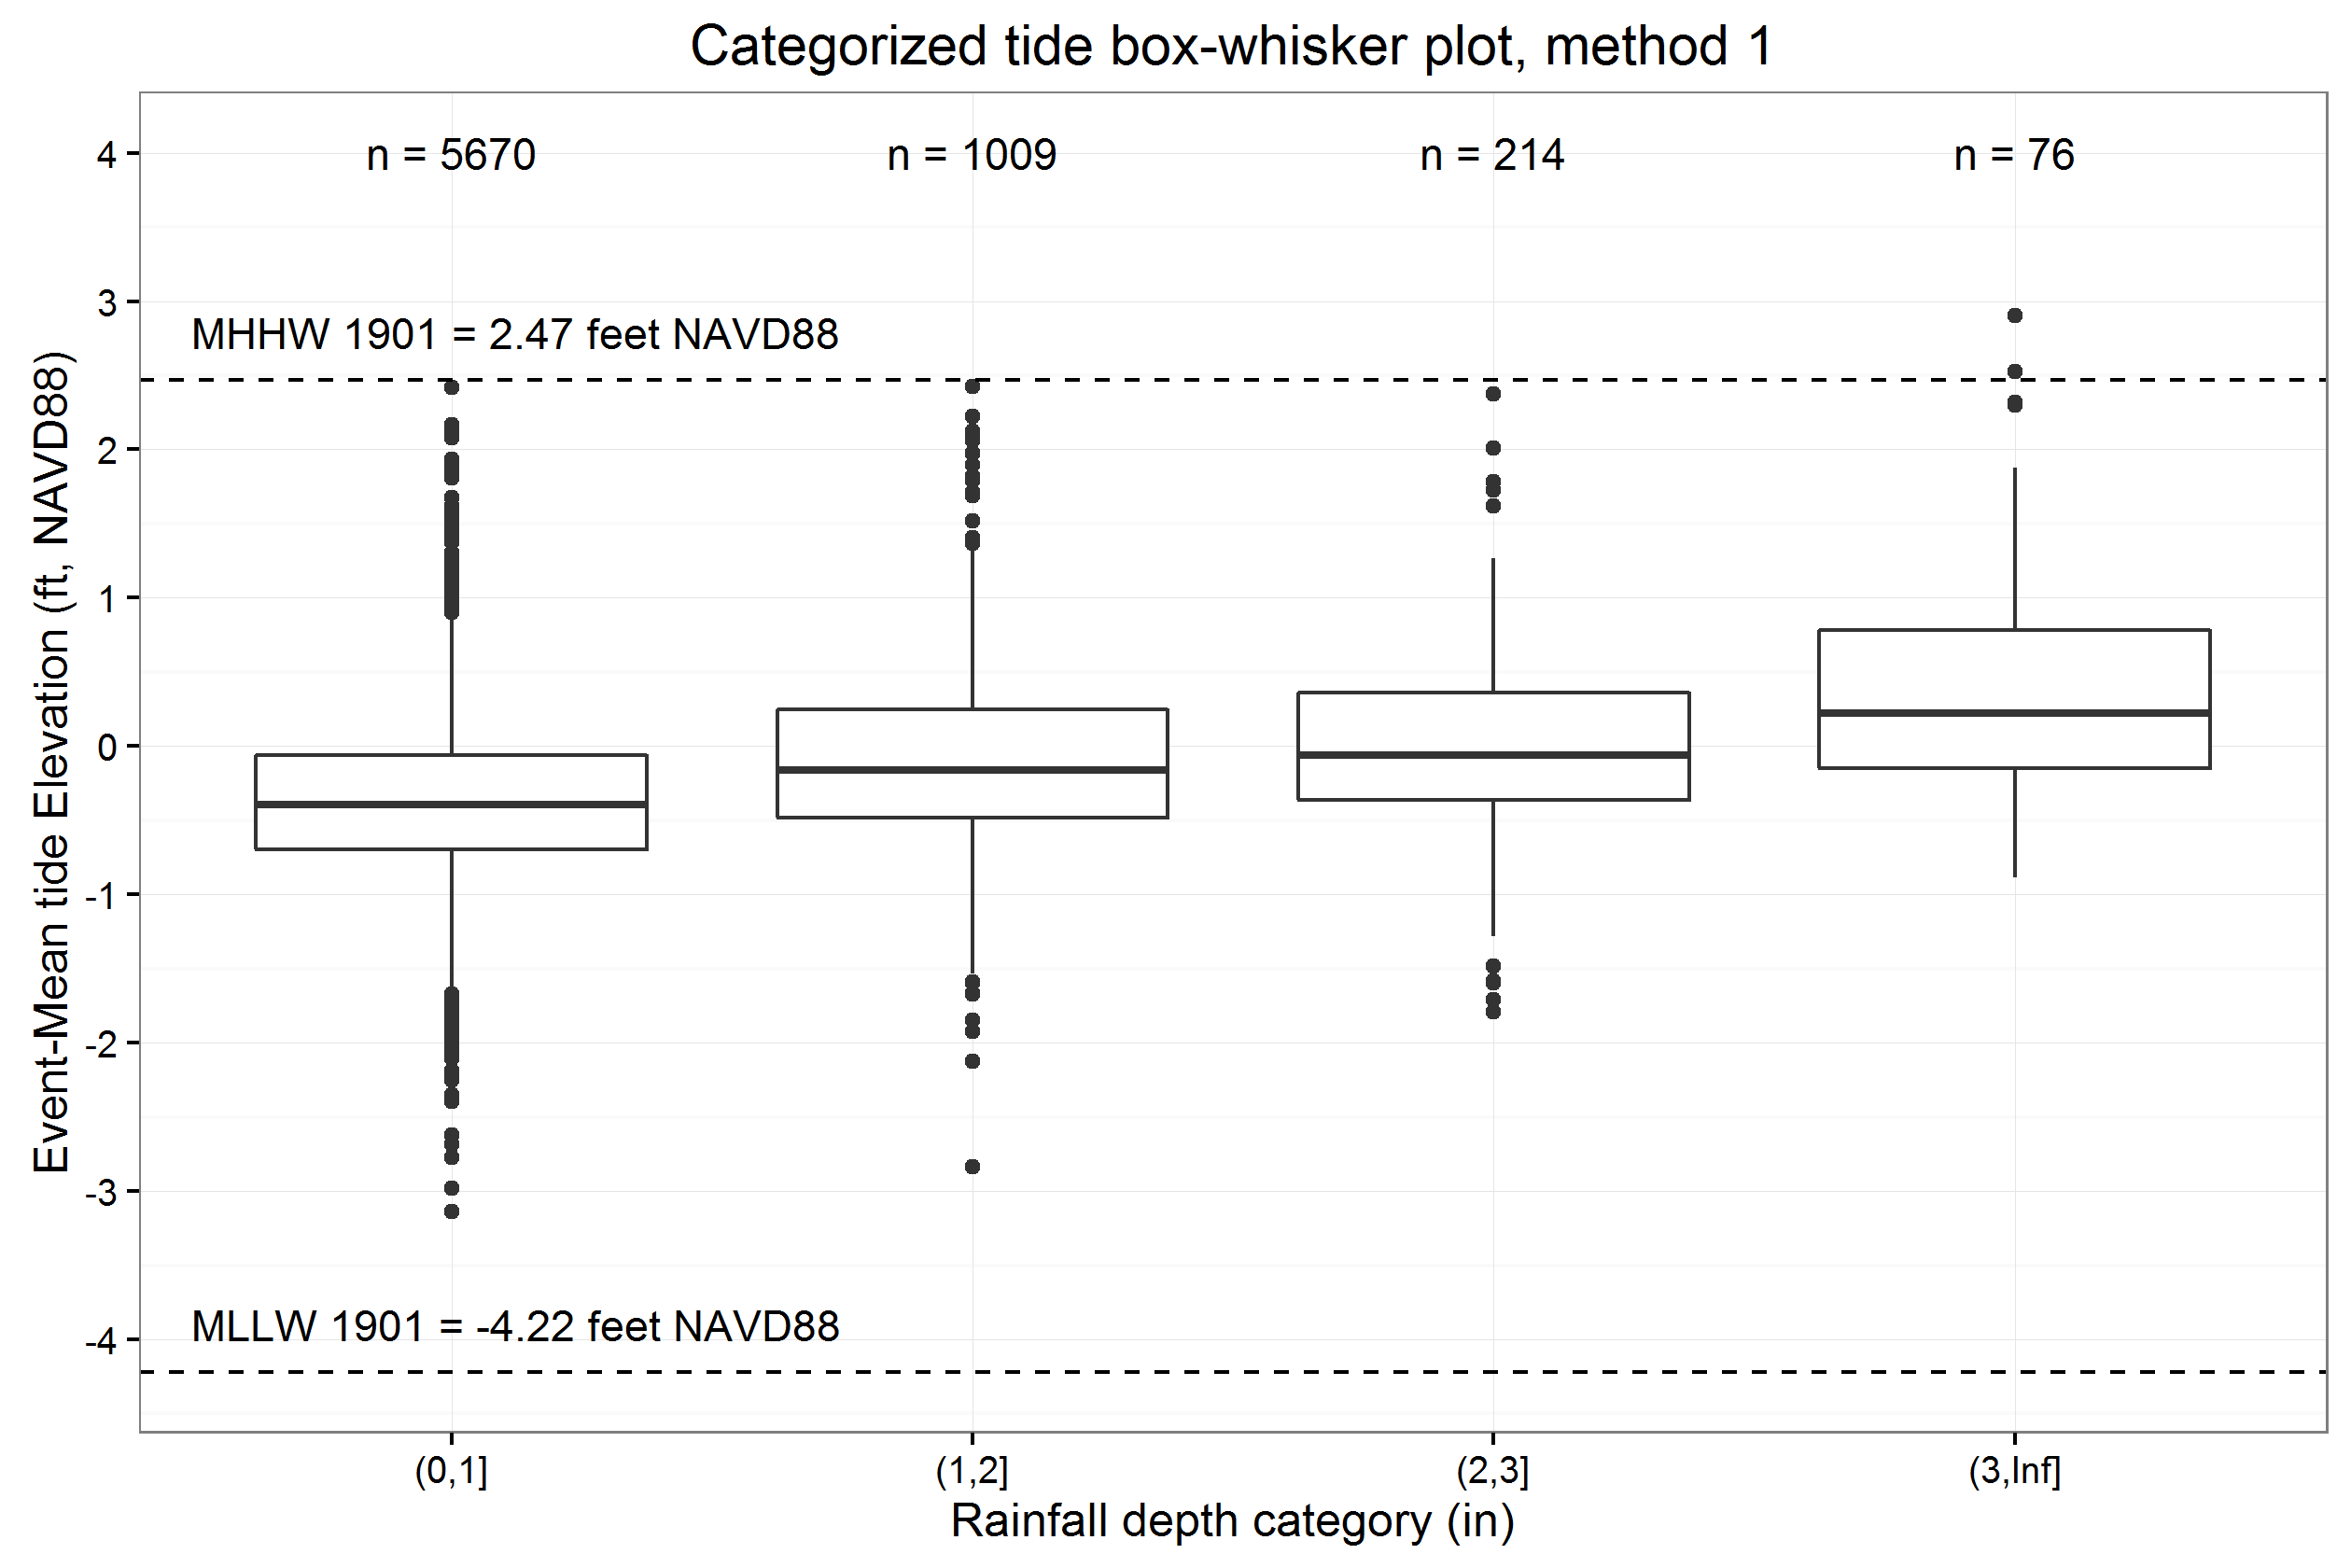 Categorized tide box-whisker plot, method 1
n = 5670
n = 1009
n = 214
n = 76
MHHW 1901 = 2.47 feet NAVD88
MLLW 1901 = -4.22 feet NAVD88
4
3
2
1
0
-1
-2
-3
-4
Event-Mean tide Elevation (ft, NAVD88)
(0,1]
(1,2]
(2,3]
(3,Inf]
Rainfall depth category (in)